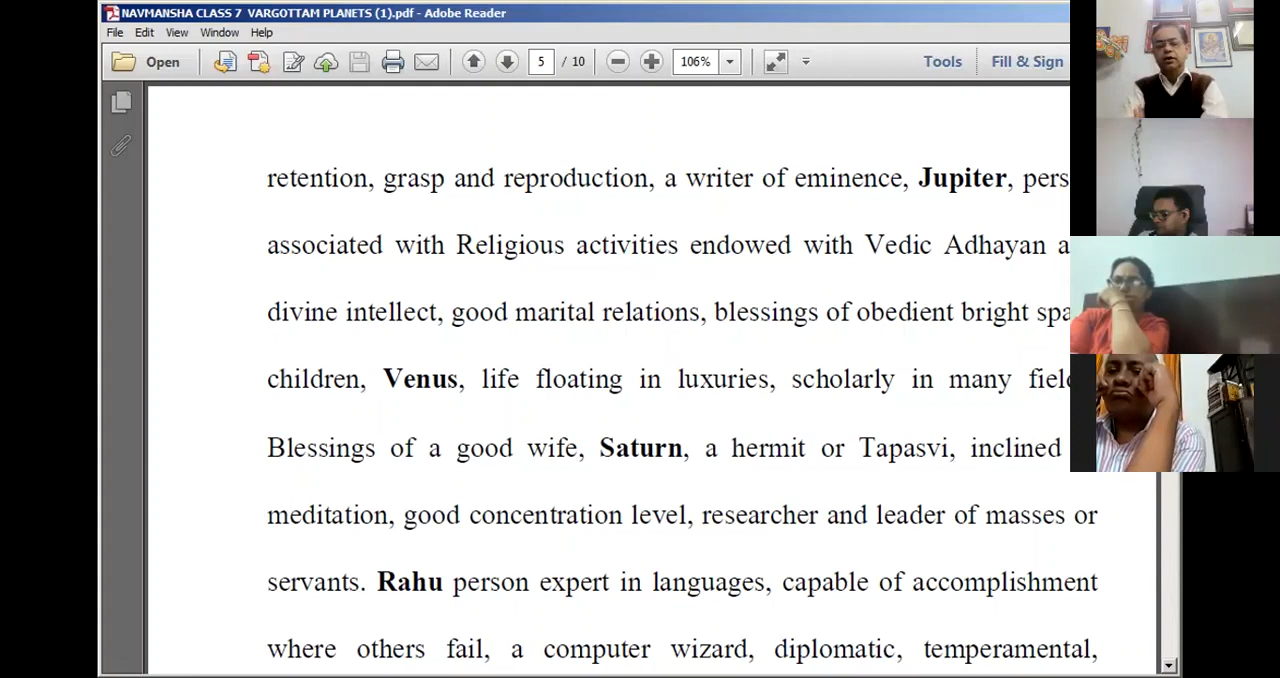 NAVMANSHA CLASS 7 VARGOTTAM PLANETS (1).pdf - Adobe Reader
File Edit View Window Help
Open 5 / 10 106% Tools Fill & Sign
retention, grasp and reproduction, a writer of eminence, Jupiter, pers
associated with Religious activities endowed with Vedic Adhayan a
divine intellect, good marital relations, blessings of obedient bright spa
children, Venus, life floating in luxuries, scholarly in many fiel
Blessings of a good wife, Saturn, a hermit or Tapasvi, inclined
meditation, good concentration level, researcher and leader of masses or
servants. Rahu person expert in languages, capable of accomplishment
where others fail, a computer wizard, diplomatic, temperamental,